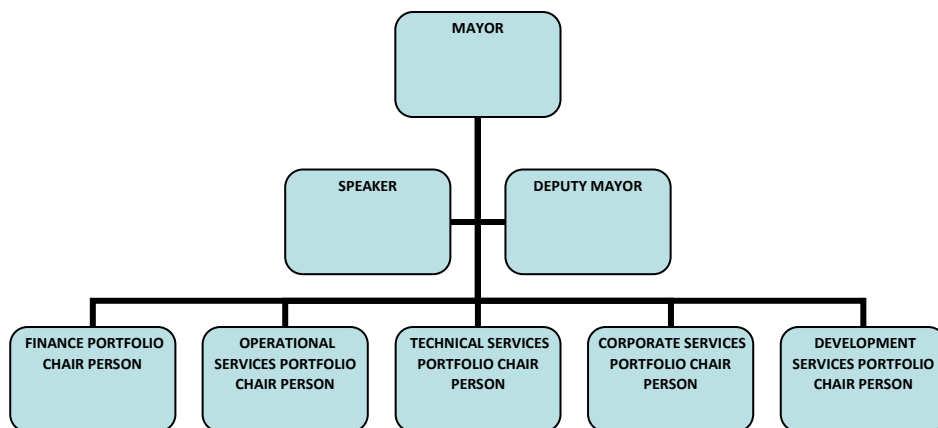 MAYOR
SPEAKER
DEPUTY MAYOR
FINANCE PORTFOLIO
CHAIR PERSON
OPERATIONAL
SERVICES PORTFOLIO
CHAIR PERSON
TECHNICAL SERVICES
PORTFOLIO CHAIR
PERSON
CORPORATE SERVICES
PORTFOLIO CHAIR
PERSON
DEVELOPMENT
SERVICES PORTFOLIO
CHAIR PERSON